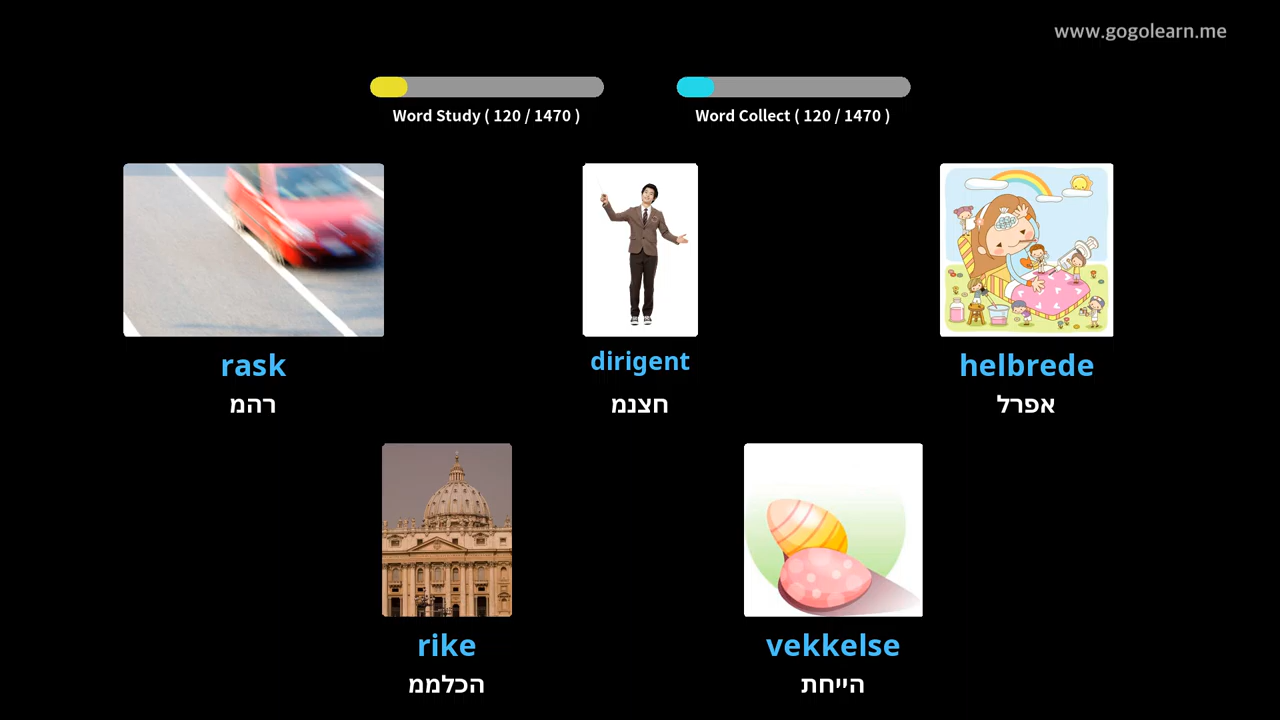 www.gogolearn.me
Word Study ( 120 / 1470 )
Word Collect ( 120 / 1470 )
rask
רהמ
dirigent
חצנמ
helbrede
אפרל
rike
הכלממ
vekkelse
הייחת